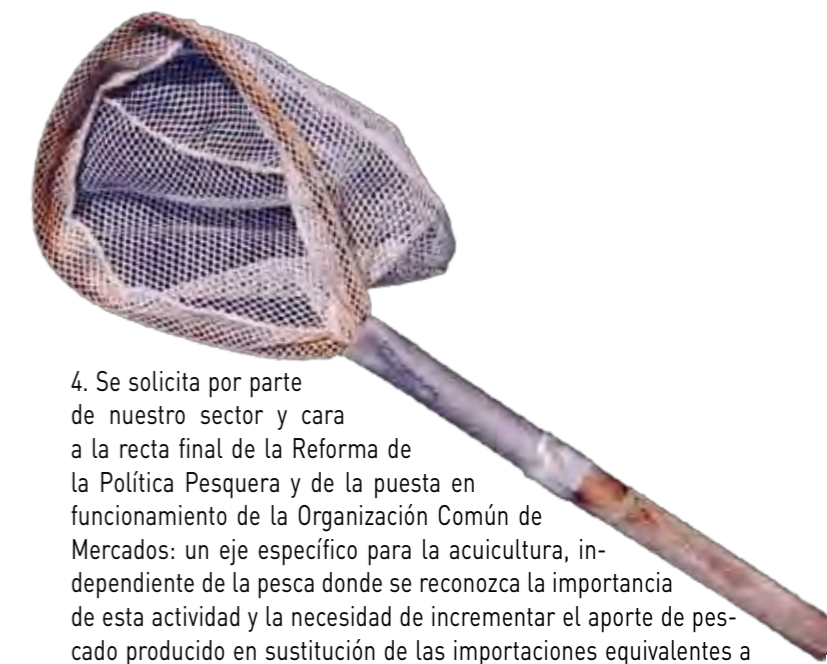 4. Se solicita por parte
de nuestro sector y cara
a la recta final de la Reforma de
la Política Pesquera y de la puesta en
funcionamiento de la Organización Común de
Mercados: un eje específico para la acuicultura, in-
dependiente de la pesca donde se reconozca la importancia
de esta actividad y la necesidad de incrementar el aporte de pes-
cado producido en sustitución de las importaciones equivalentes a